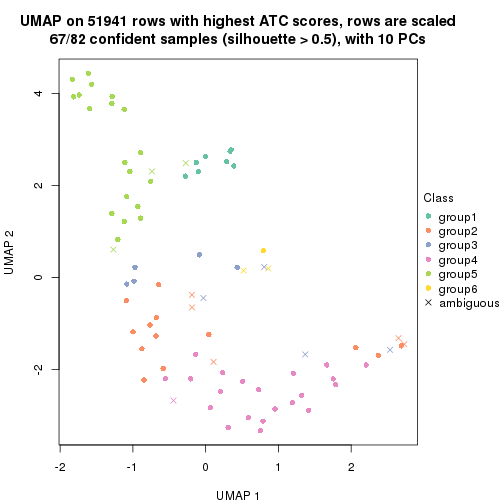 UMAP on 51941 rows with highest ATC scores, rows are scaled
67/82 confident samples (silhouette > 0.5), with 10 PCs
4
2
0
-2
UMAP 2
-2
-1
0
1
2
UMAP 1
Class
group1
group2
group3
group4
group5
group6
ambiguous